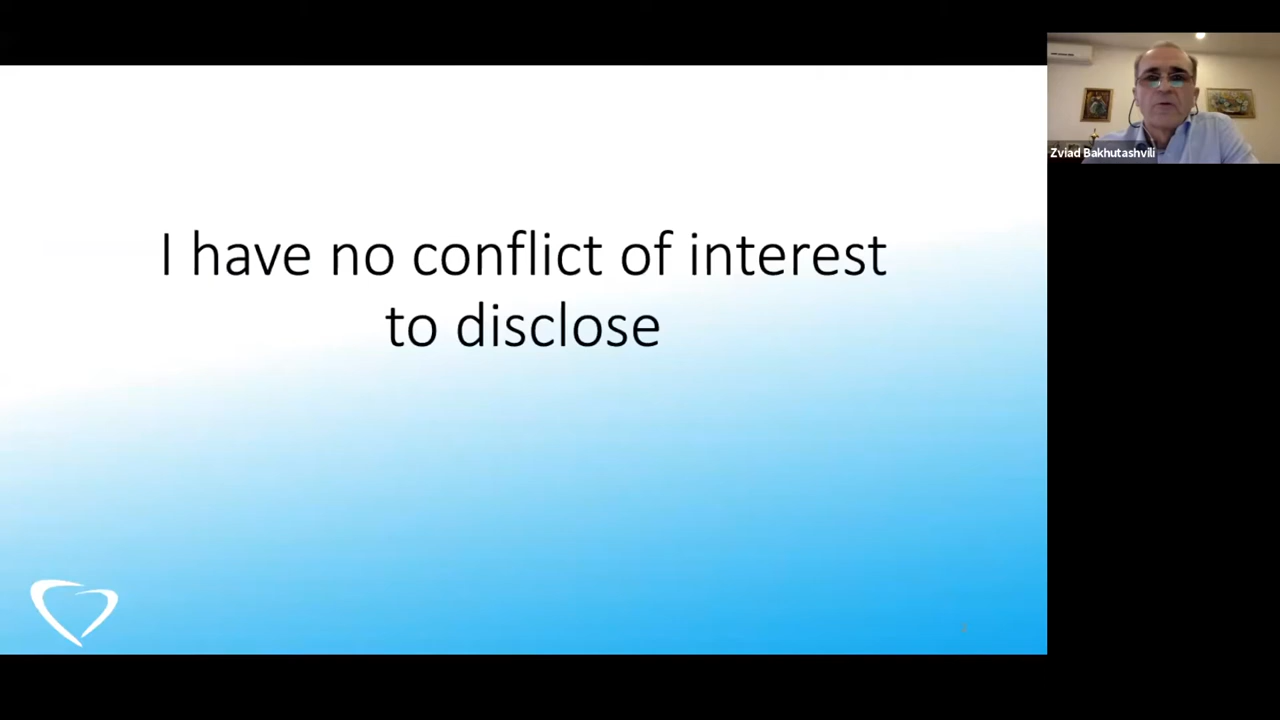 I have no conflict of interest
to disclose
Zviad Bakhutashvili